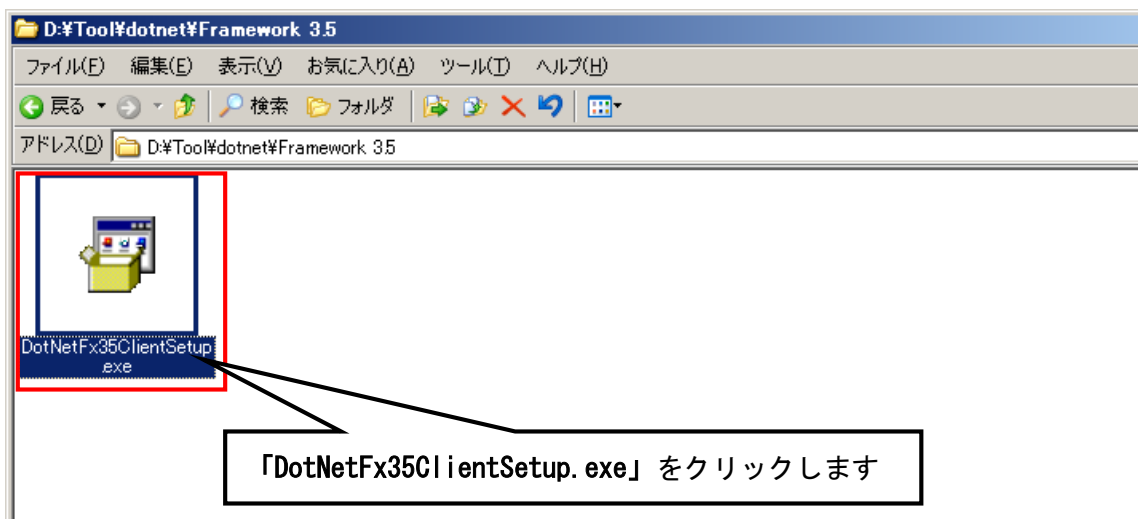 D:¥Tool¥dotnet¥Framework 3.5
ファイル(F) 編集(E) 表示(V) お気に入り(A) ツール(T) ヘルプ(H)
戻る 検索 フォルダ
アドレス(D) D:¥Tool¥dotnet¥Framework 3.5
DotNetFx35ClientSetup
.exe
「DotNetFx35ClientSetup.exe」をクリックします